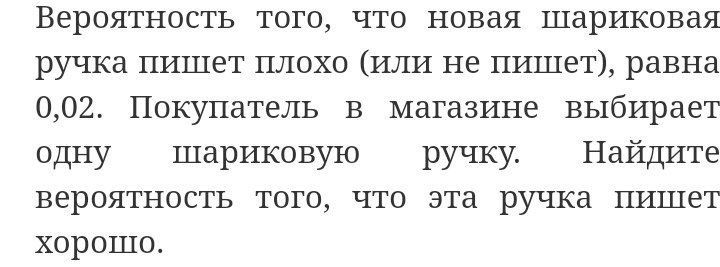 Вероятность того, что новая шариковая
ручка пишет плохо (или не пишет), равна
0,02. Покупатель в магазине выбирает
одну шариковую ручку. Найдите
вероятность того, что эта ручка пишет
хорошо.